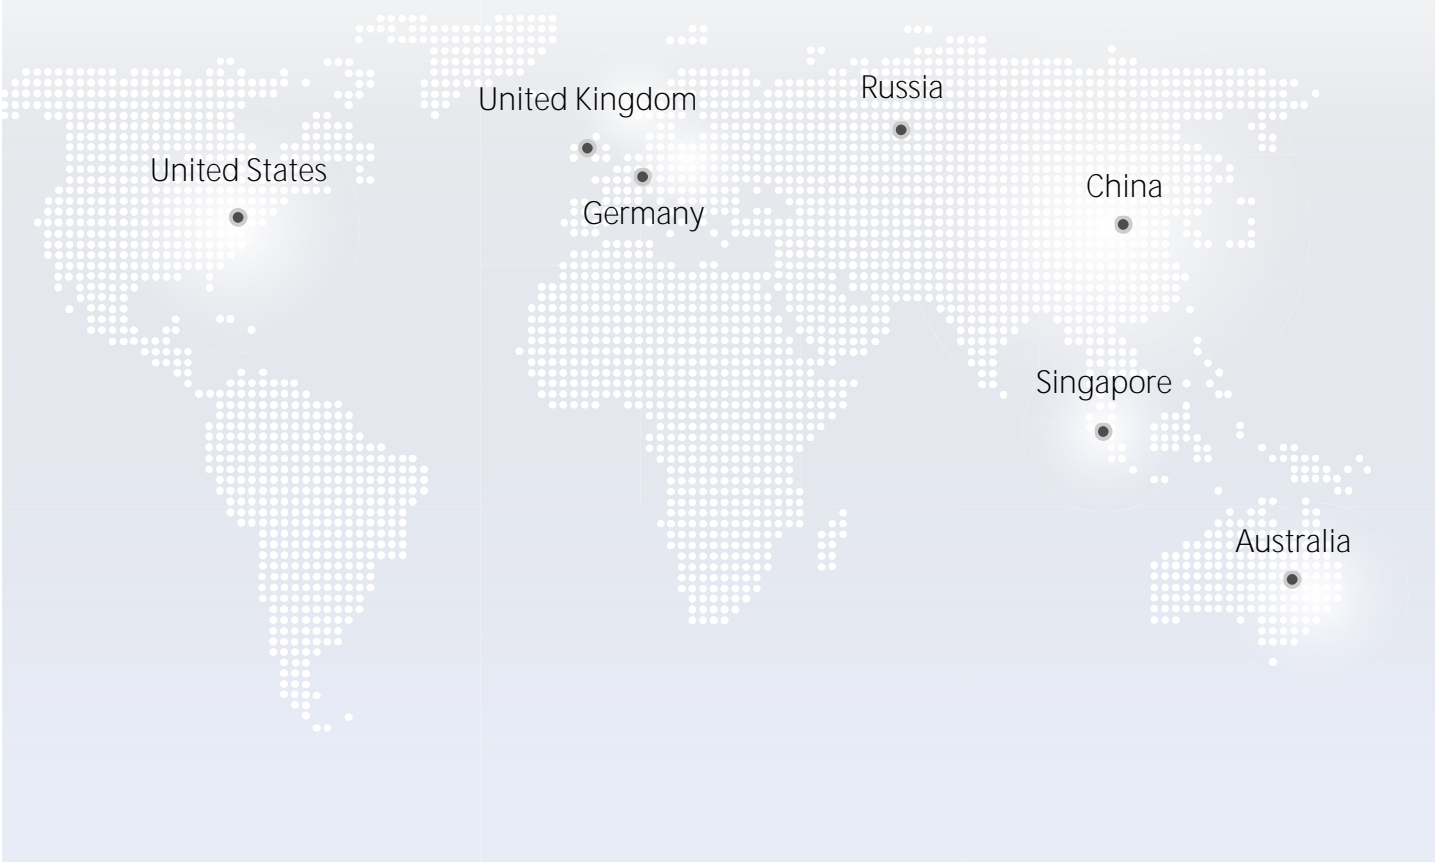 Russia
United Kingdom
United States
China
Germany
Singapore
Australia